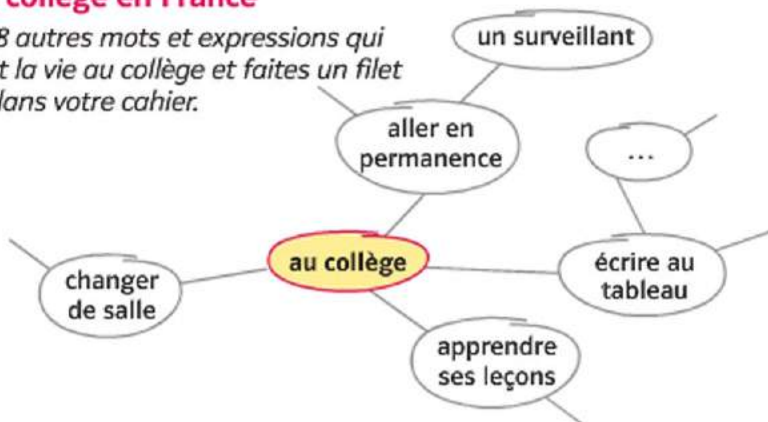 collège en France
8 autres mots et expressions qui
t la vie au collège et faites un filet
dans votre cahier.
un surveillant
aller en
permanence
...
au collège
écrire au
tableau
changer
de salle
apprendre
ses leçons